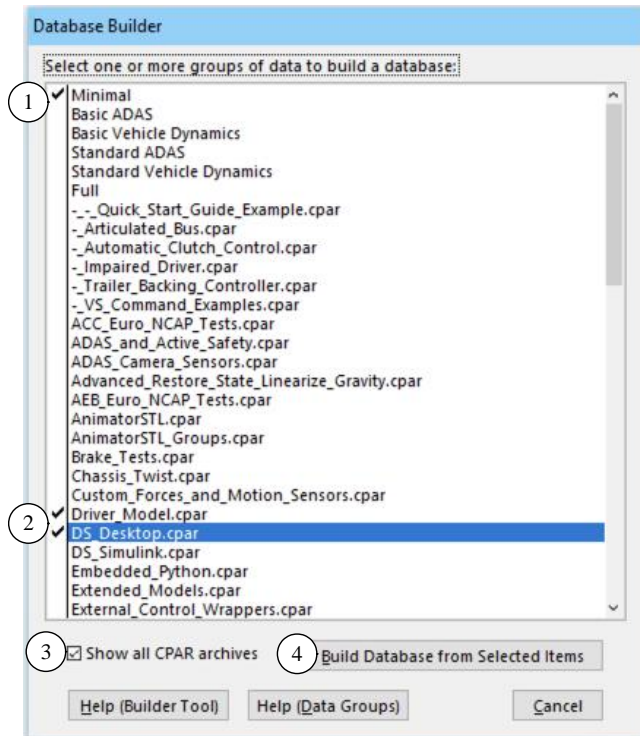 Database Builder
Select one or more groups of data to build a database:
1 ✔ Minimal
Basic ADAS
Basic Vehicle Dynamics
Standard ADAS
Standard Vehicle Dynamics
Full
-_-_Quick_Start_Guide_Example.cpar
-_Articulated_Bus.cpar
-_Automatic_Clutch_Control.cpar
-_Impaired_Driver.cpar
-_Trailer_Backing_Controller.cpar
-_VS_Command_Examples.cpar
ACC_Euro_NCAP_Tests.cpar
ADAS_and_Active_Safety.cpar
ADAS_Camera_Sensors.cpar
Advanced_Restore_State_Linearize_Gravity.cpar
AEB_Euro_NCAP_Tests.cpar
AnimatorSTL.cpar
AnimatorSTL_Groups.cpar
Brake_Tests.cpar
Chassis_Twist.cpar
Custom_Forces_and_Motion_Sensors.cpar
✔ Driver_Model.cpar
2 ✔ DS_Desktop.cpar
DS_Simulink.cpar
Embedded_Python.cpar
Extended_Models.cpar
External_Control_Wrappers.cpar
3 Show all CPAR archives 4 Build Database from Selected Items
Help (Builder Tool) Help (Data Groups) Cancel